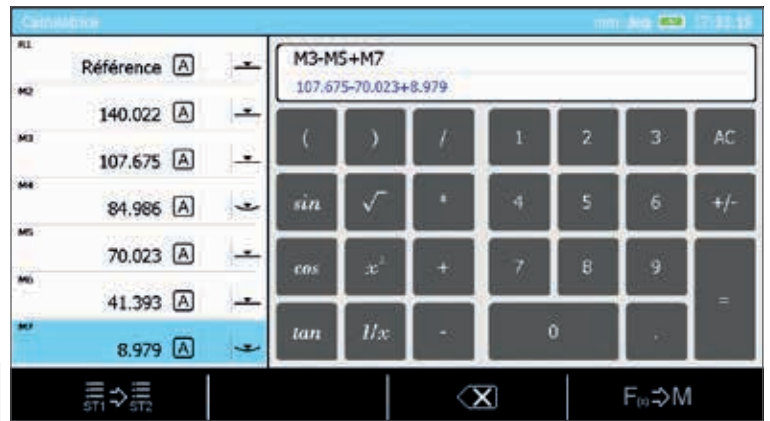 Calculatrice mm deg 17:33:19
R1
Référence A
M2
140.022 A
M3
107.675 A
M4
84.986 A
M5
70.023 A
M6
41.393 A
M7
8.979 A
M3-M5+M7
107.675-70.023+8.979
( ) / 1 2 3 AC
sin √ * 4 5 6 +/-
cos x² + 7 8 9 =
tan 1/x - 0 .
ST1 ⇨ ST2
F(x)⇨M